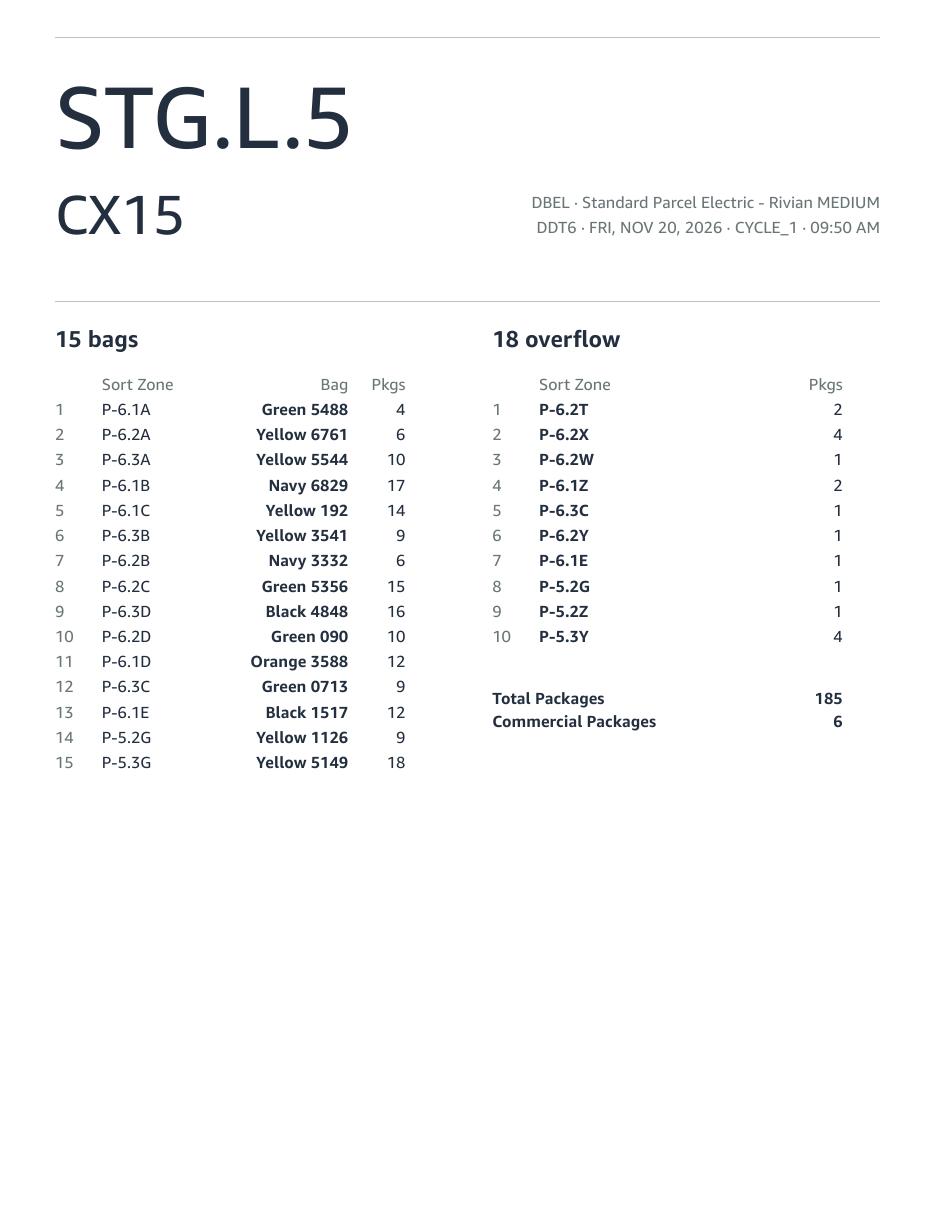 STG.L.5
CX15
DBEL · Standard Parcel Electric - Rivian MEDIUM
DDT6 · FRI, NOV 20, 2026 · CYCLE_1 · 09:50 AM
15 bags
Sort Zone Bag Pkgs
1 P-6.1A Green 5488 4
2 P-6.2A Yellow 6761 6
3 P-6.3A Yellow 5544 10
4 P-6.1B Navy 6829 17
5 P-6.1C Yellow 192 14
6 P-6.3B Yellow 3541 9
7 P-6.2B Navy 3332 6
8 P-6.2C Green 5356 15
9 P-6.3D Black 4848 16
10 P-6.2D Green 090 10
11 P-6.1D Orange 3588 12
12 P-6.3C Green 0713 9
13 P-6.1E Black 1517 12
14 P-5.2G Yellow 1126 9
15 P-5.3G Yellow 5149 18
18 overflow
Sort Zone Pkgs
1 P-6.2T 2
2 P-6.2X 4
3 P-6.2W 1
4 P-6.1Z 2
5 P-6.3C 1
6 P-6.2Y 1
7 P-6.1E 1
8 P-5.2G 1
9 P-5.2Z 1
10 P-5.3Y 4
Total Packages 185
Commercial Packages 6